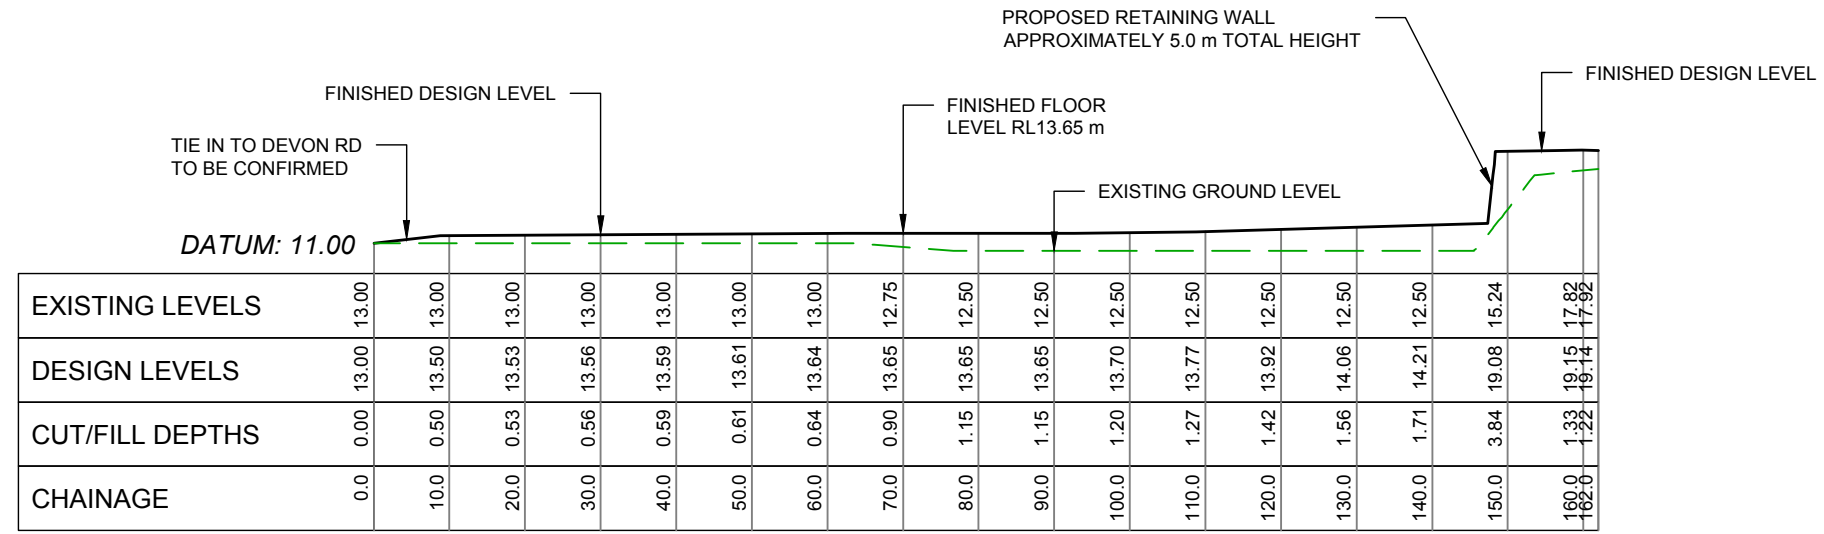 PROPOSED RETAINING WALL
APPROXIMATELY 5.0 m TOTAL HEIGHT
FINISHED DESIGN LEVEL
FINISHED DESIGN LEVEL
FINISHED FLOOR
LEVEL RL13.65 m
TIE IN TO DEVON RD
TO BE CONFIRMED
EXISTING GROUND LEVEL
DATUM: 11.00
EXISTING LEVELS 13.00 13.00 13.00 13.00 13.00 13.00 13.00 12.75 12.50 12.50 12.50 12.50 12.50 12.50 12.50 15.24 17.82 17.92
DESIGN LEVELS 13.00 13.50 13.53 13.56 13.59 13.61 13.64 13.65 13.65 13.65 13.70 13.77 13.92 14.06 14.21 19.08 19.15 19.14
CUT/FILL DEPTHS 0.00 0.50 0.53 0.56 0.59 0.61 0.64 0.90 1.15 1.15 1.20 1.27 1.42 1.56 1.71 3.84 1.33 1.22
CHAINAGE 0.0 10.0 20.0 30.0 40.0 50.0 60.0 70.0 80.0 90.0 100.0 110.0 120.0 130.0 140.0 150.0 160.0 162.0